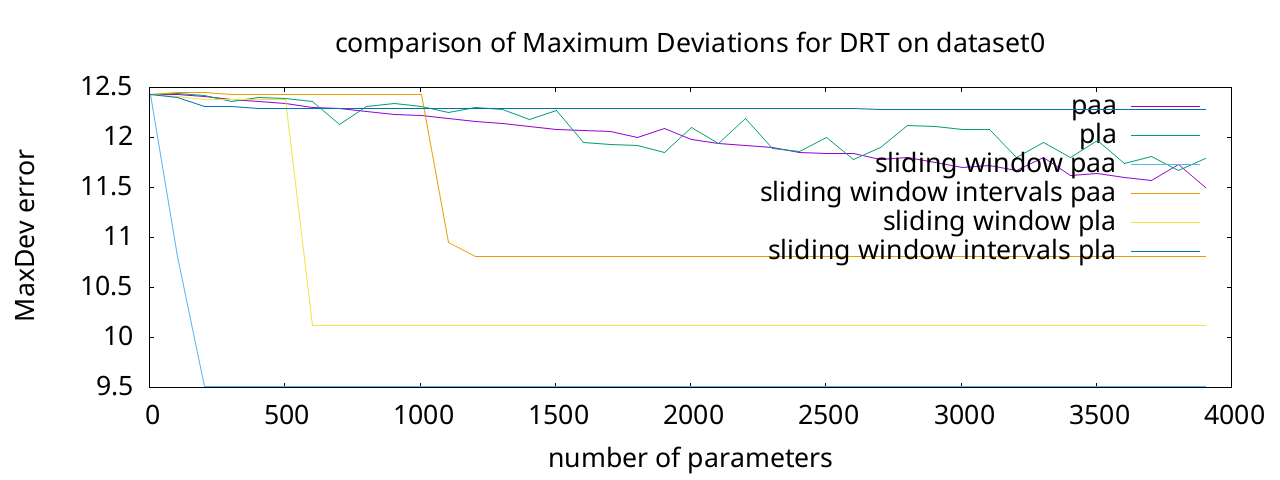 comparison of Maximum Deviations for DRT on dataset0
MaxDev error
12.5
12
11.5
11
10.5
10
9.5
paa
pla
sliding window paa
sliding window intervals paa
sliding window pla
sliding window intervals pla
0 500 1000 1500 2000 2500 3000 3500 4000
number of parameters